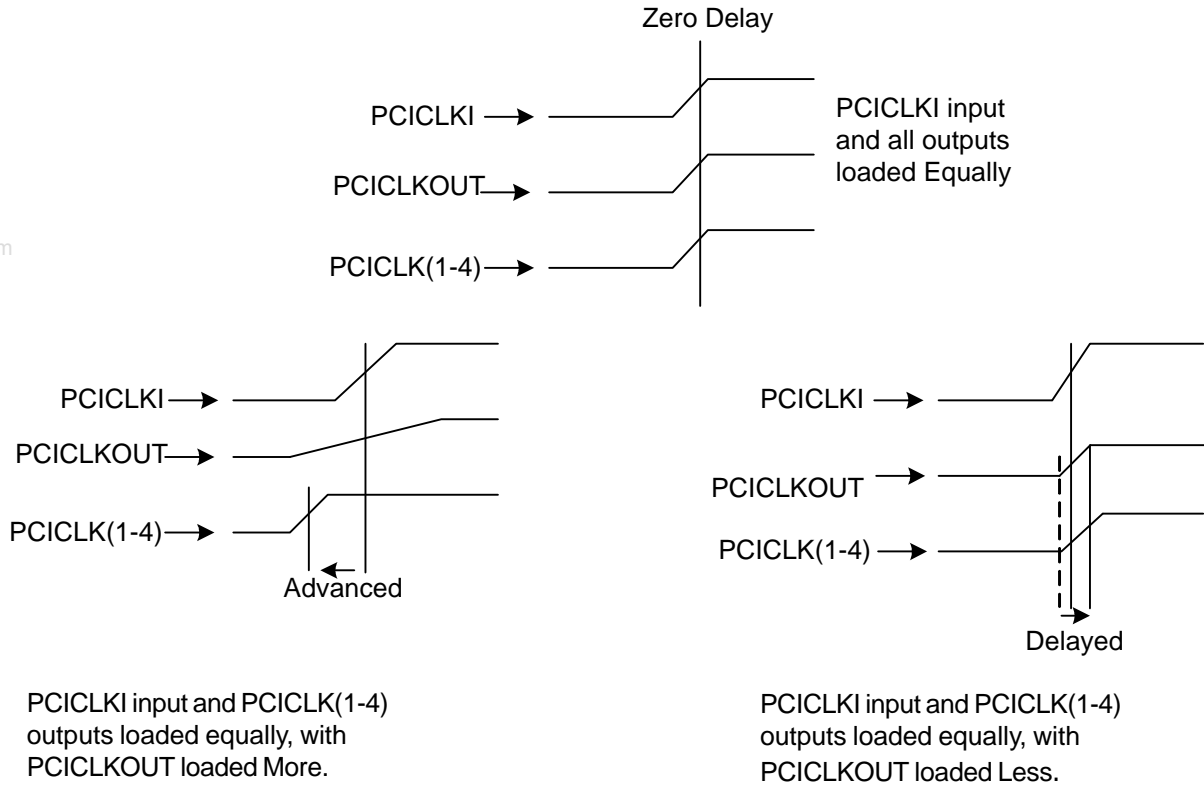 Zero Delay
PCICLKI
PCICLKI input
and all outputs
loaded Equally
PCICLKOUT
PCICLK(1-4)
m
PCICLKI
PCICLKOUT
PCICLK(1-4)
Advanced
PCICLKI input and PCICLK(1-4)
outputs loaded equally, with
PCICLKOUT loaded More.
PCICLKI
PCICLKOUT
PCICLK(1-4)
Delayed
PCICLKI input and PCICLK(1-4)
outputs loaded equally, with
PCICLKOUT loaded Less.